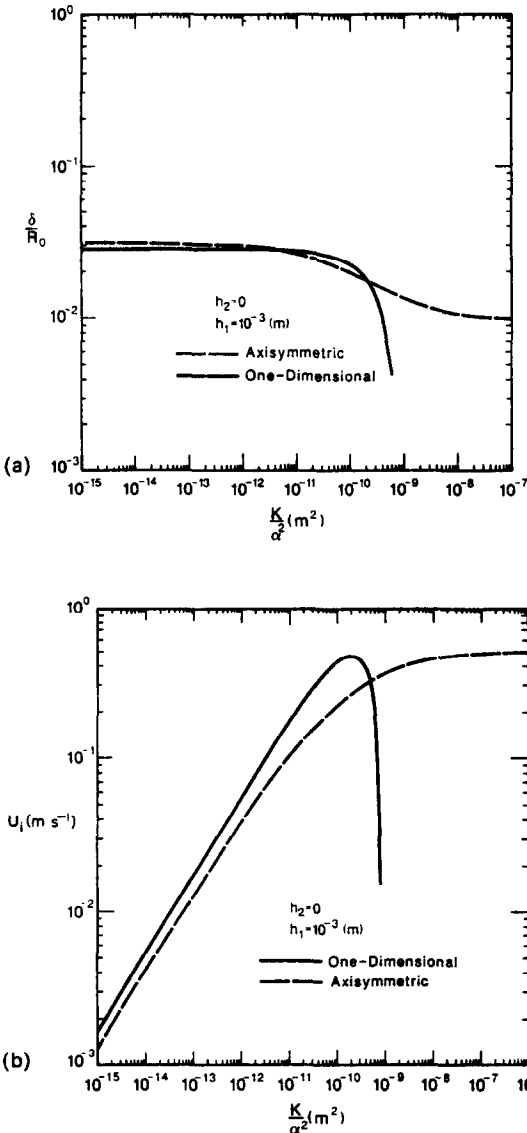 10⁰
10⁻¹
δ
R₀
10⁻²
h₂=0
h₁=10⁻³ (m)
Axisymmetric
One-Dimensional
(a)
10⁻³
10⁻¹⁵ 10⁻¹⁴ 10⁻¹³ 10⁻¹² 10⁻¹¹ 10⁻¹⁰ 10⁻⁹ 10⁻⁸ 10⁻⁷
K
α² (m²)
10⁰
10⁻¹
Uᵢ (m s⁻¹)
10⁻²
h₂=0
h₁=10⁻³ (m)
One-Dimensional
Axisymmetric
(b)
10⁻³
10⁻¹⁵ 10⁻¹⁴ 10⁻¹³ 10⁻¹² 10⁻¹¹ 10⁻¹⁰ 10⁻⁹ 10⁻⁸ 10⁻⁷ 10
K
α² (m²)